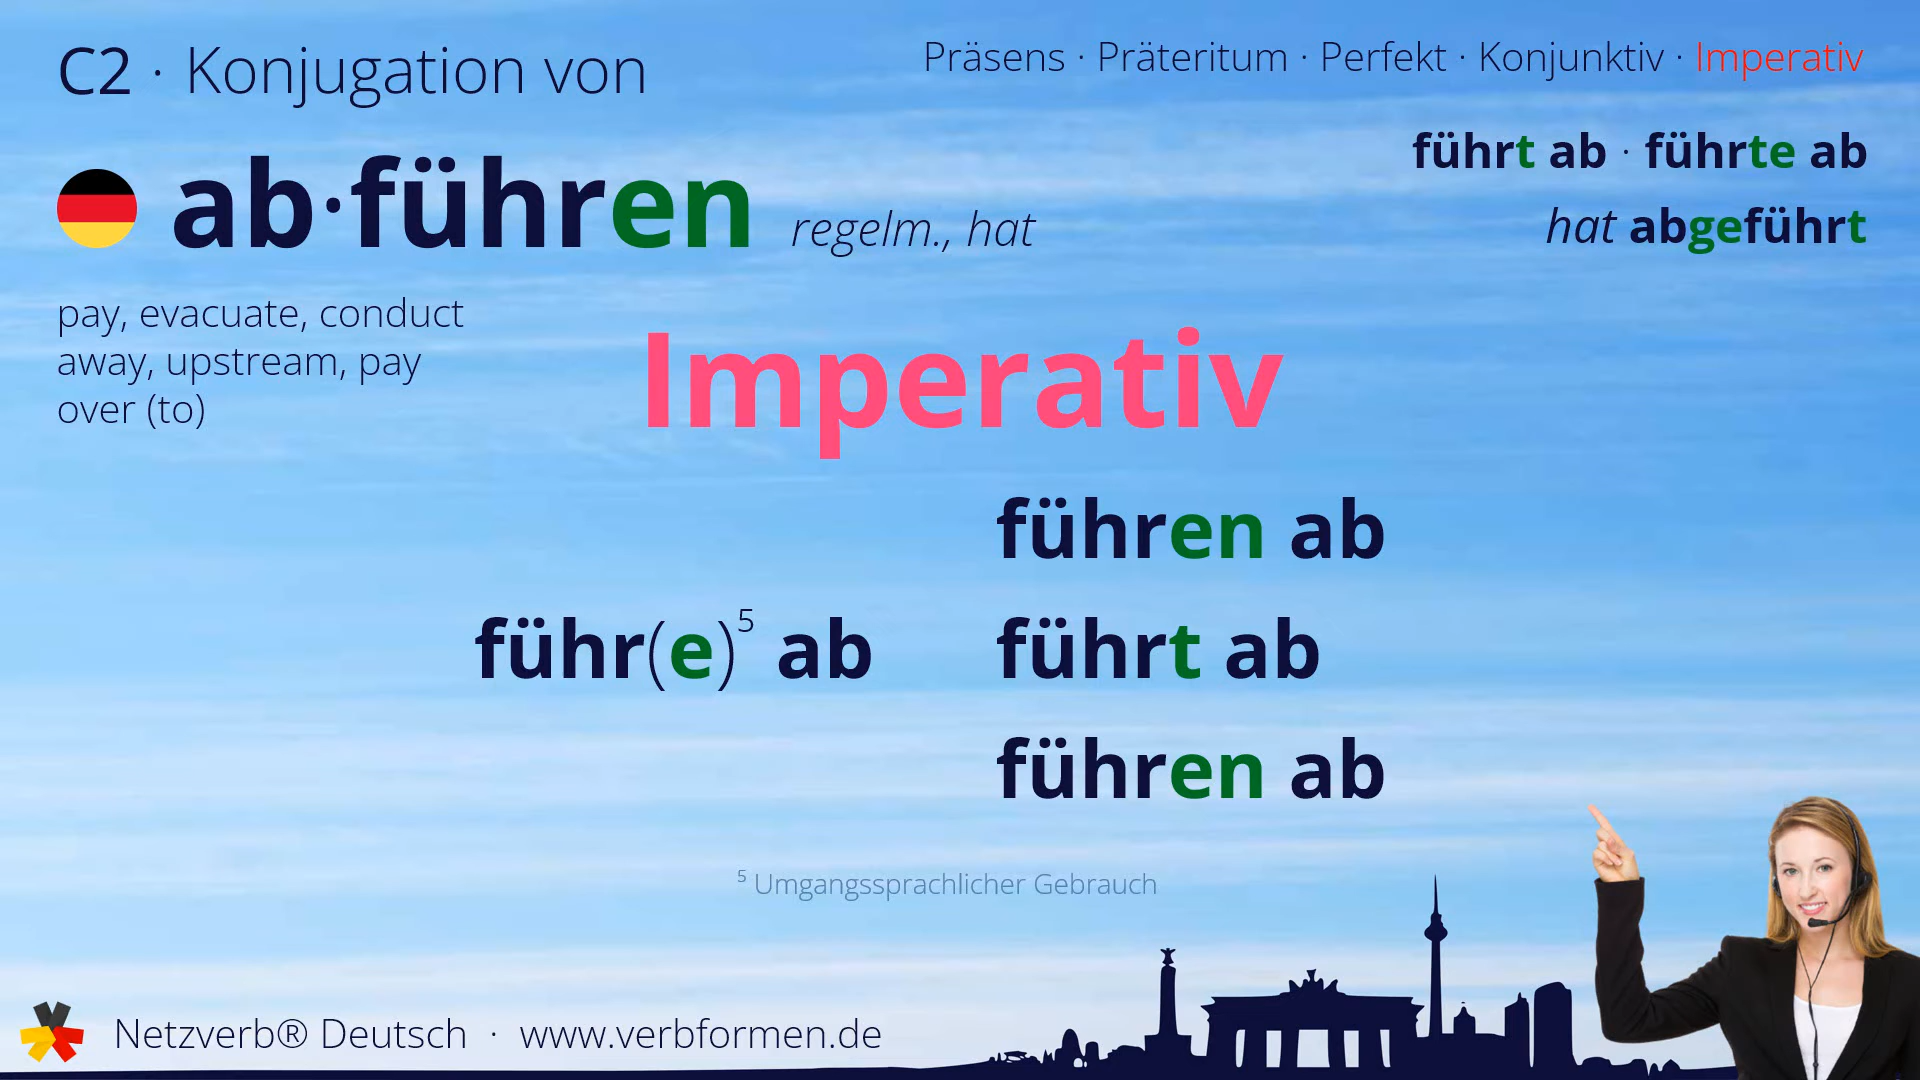 C2 · Konjugation von
Präsens · Präteritum · Perfekt · Konjunktiv · Imperativ
ab·führen regelm., hat
führt ab · führte ab
hat abgeführt
pay, evacuate, conduct
away, upstream, pay
over (to)
Imperativ
führen ab
führ(e)⁵ ab führt ab
führen ab
⁵ Umgangssprachlicher Gebrauch
Netzverb® Deutsch · www.verbformen.de